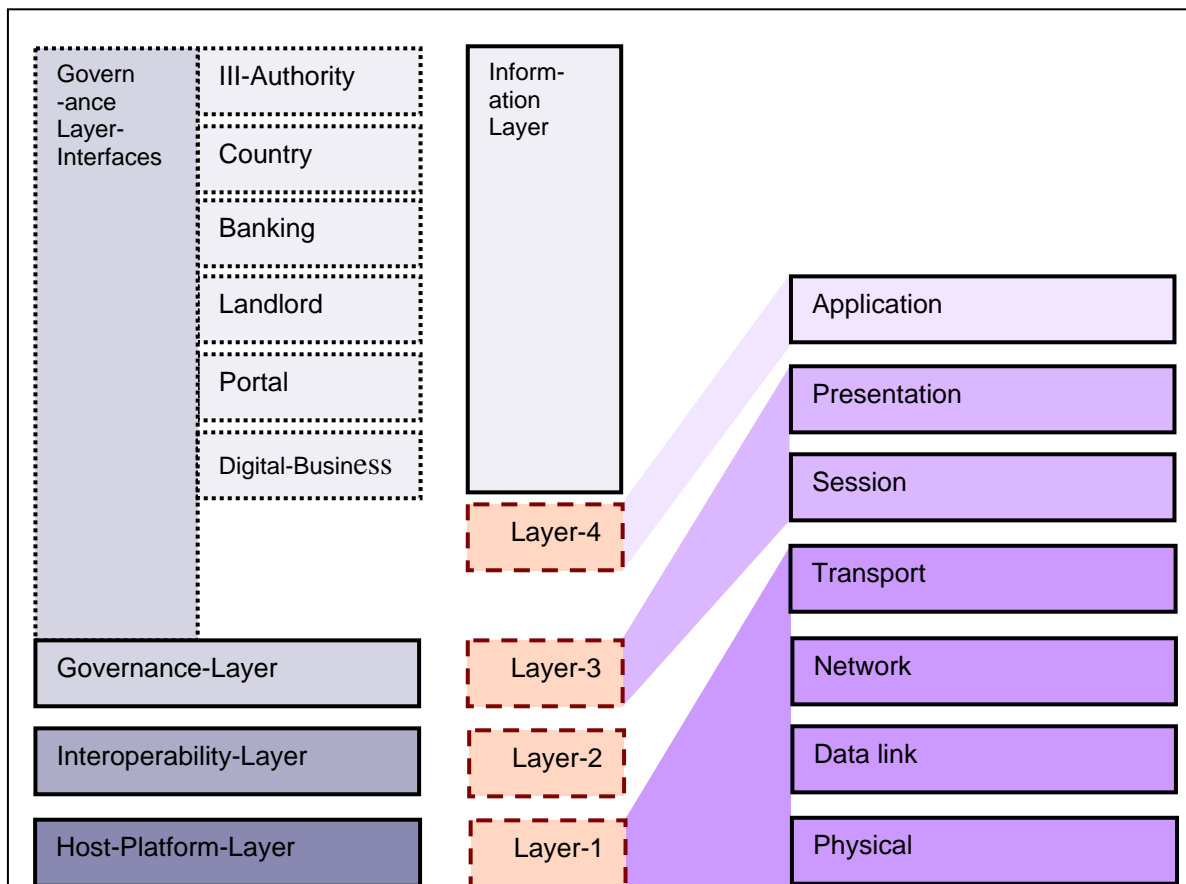 Govern
-ance
Layer-
Interfaces
III-Authority
Country
Banking
Landlord
Portal
Digital-Business
Governance-Layer
Interoperability-Layer
Host-Platform-Layer
Inform-
ation
Layer
Layer-4
Layer-3
Layer-2
Layer-1
Application
Presentation
Session
Transport
Network
Data link
Physical